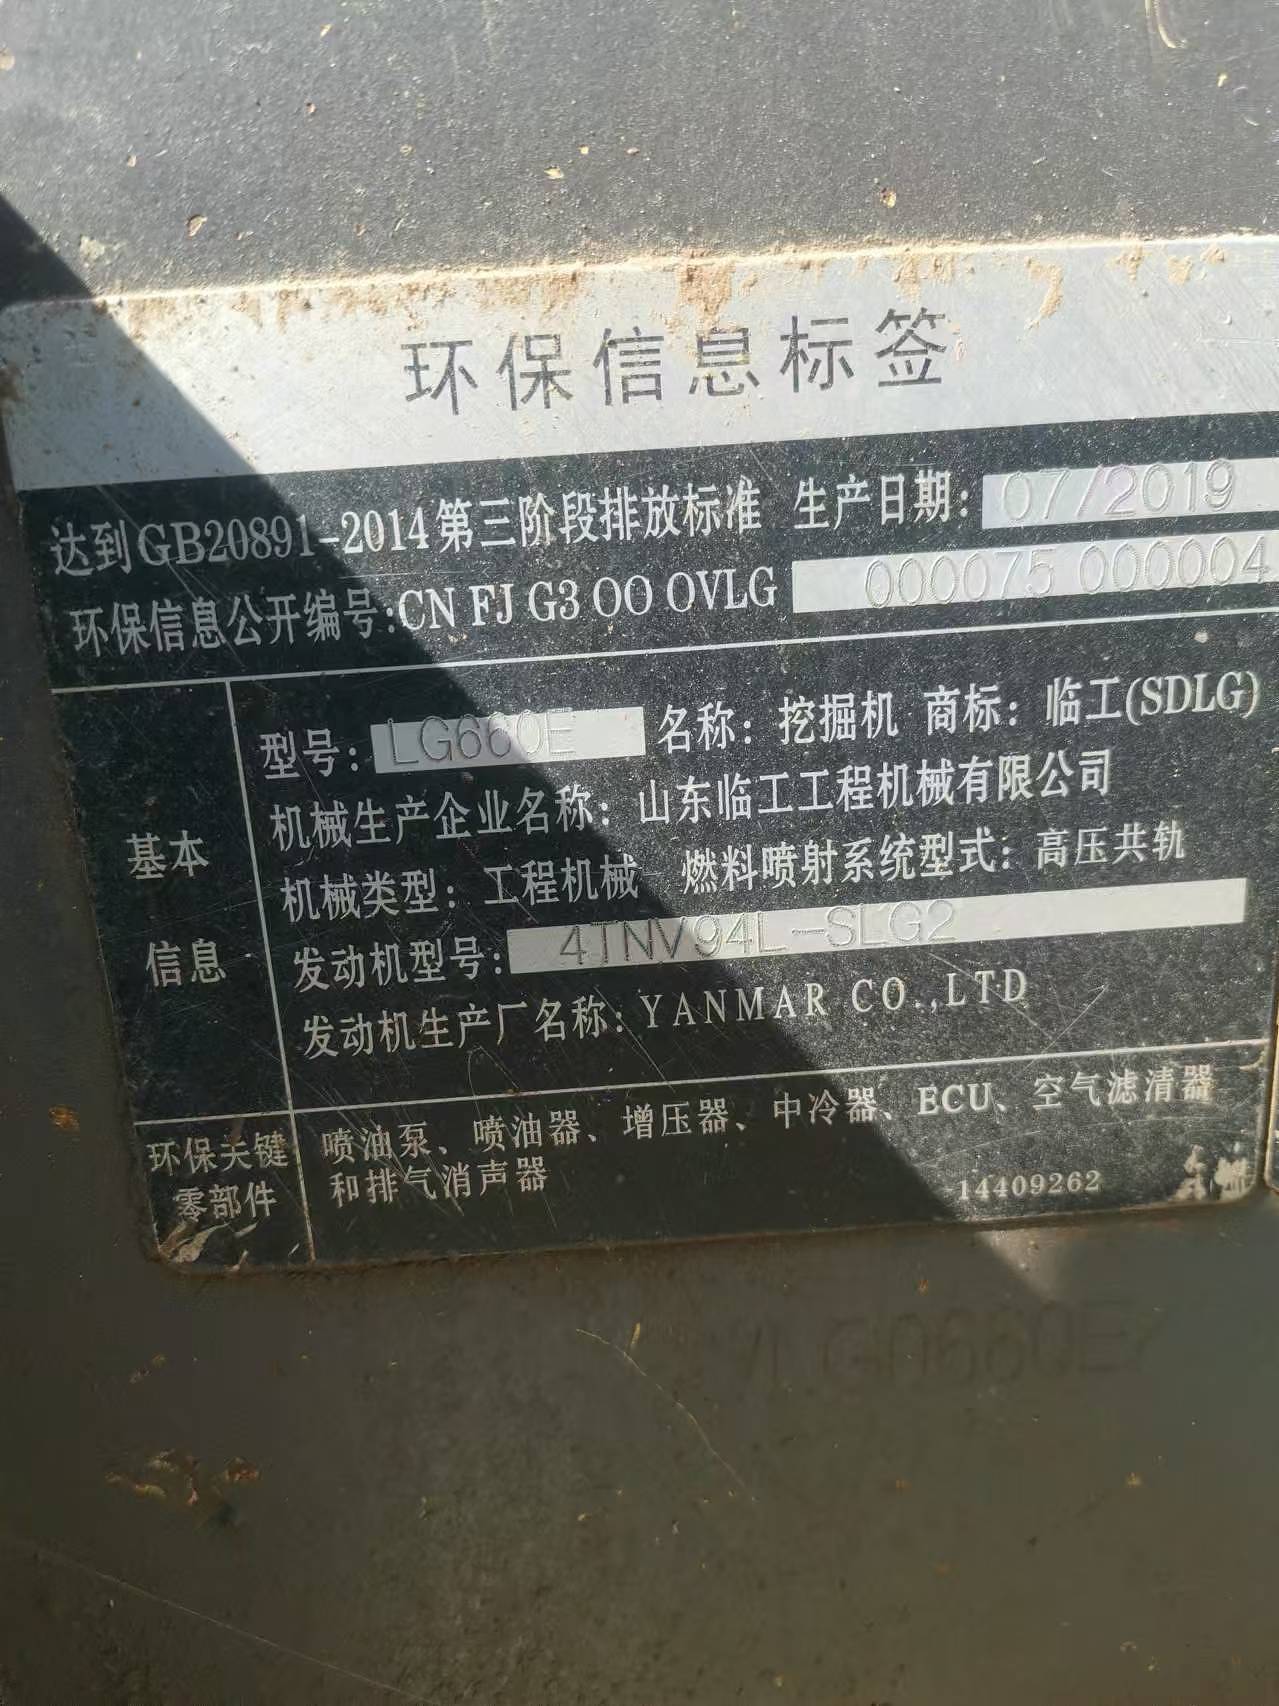 环保信息标签
达到GB20891-2014第三阶段排放标准 生产日期: 07/2019
环保信息公开编号:CN FJ G3 OO OVLG 000075 000004
基本信息
型号: LG660E 名称: 挖掘机 商标: 临工(SDLG)
机械生产企业名称: 山东临工工程机械有限公司
机械类型: 工程机械 燃料喷射系统型式: 高压共轨
发动机型号: 4TNV94L-SLG2
发动机生产厂名称: YANMAR CO.,LTD
环保关键
零部件
喷油泵、喷油器、增压器、中冷器、ECU、空气滤清器
和排气消声器
14409262